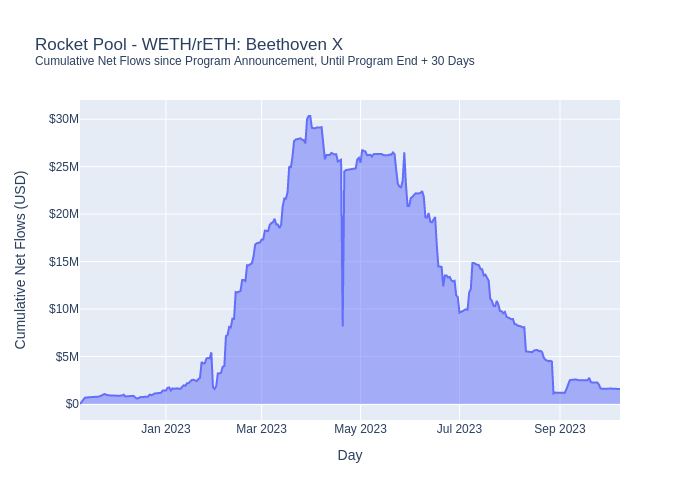 Rocket Pool - WETH/rETH: Beethoven X
Cumulative Net Flows since Program Announcement, Until Program End + 30 Days
Cumulative Net Flows (USD)
$30M
$25M
$20M
$15M
$10M
$5M
$0
Jan 2023
Mar 2023
May 2023
Jul 2023
Sep 2023
Day